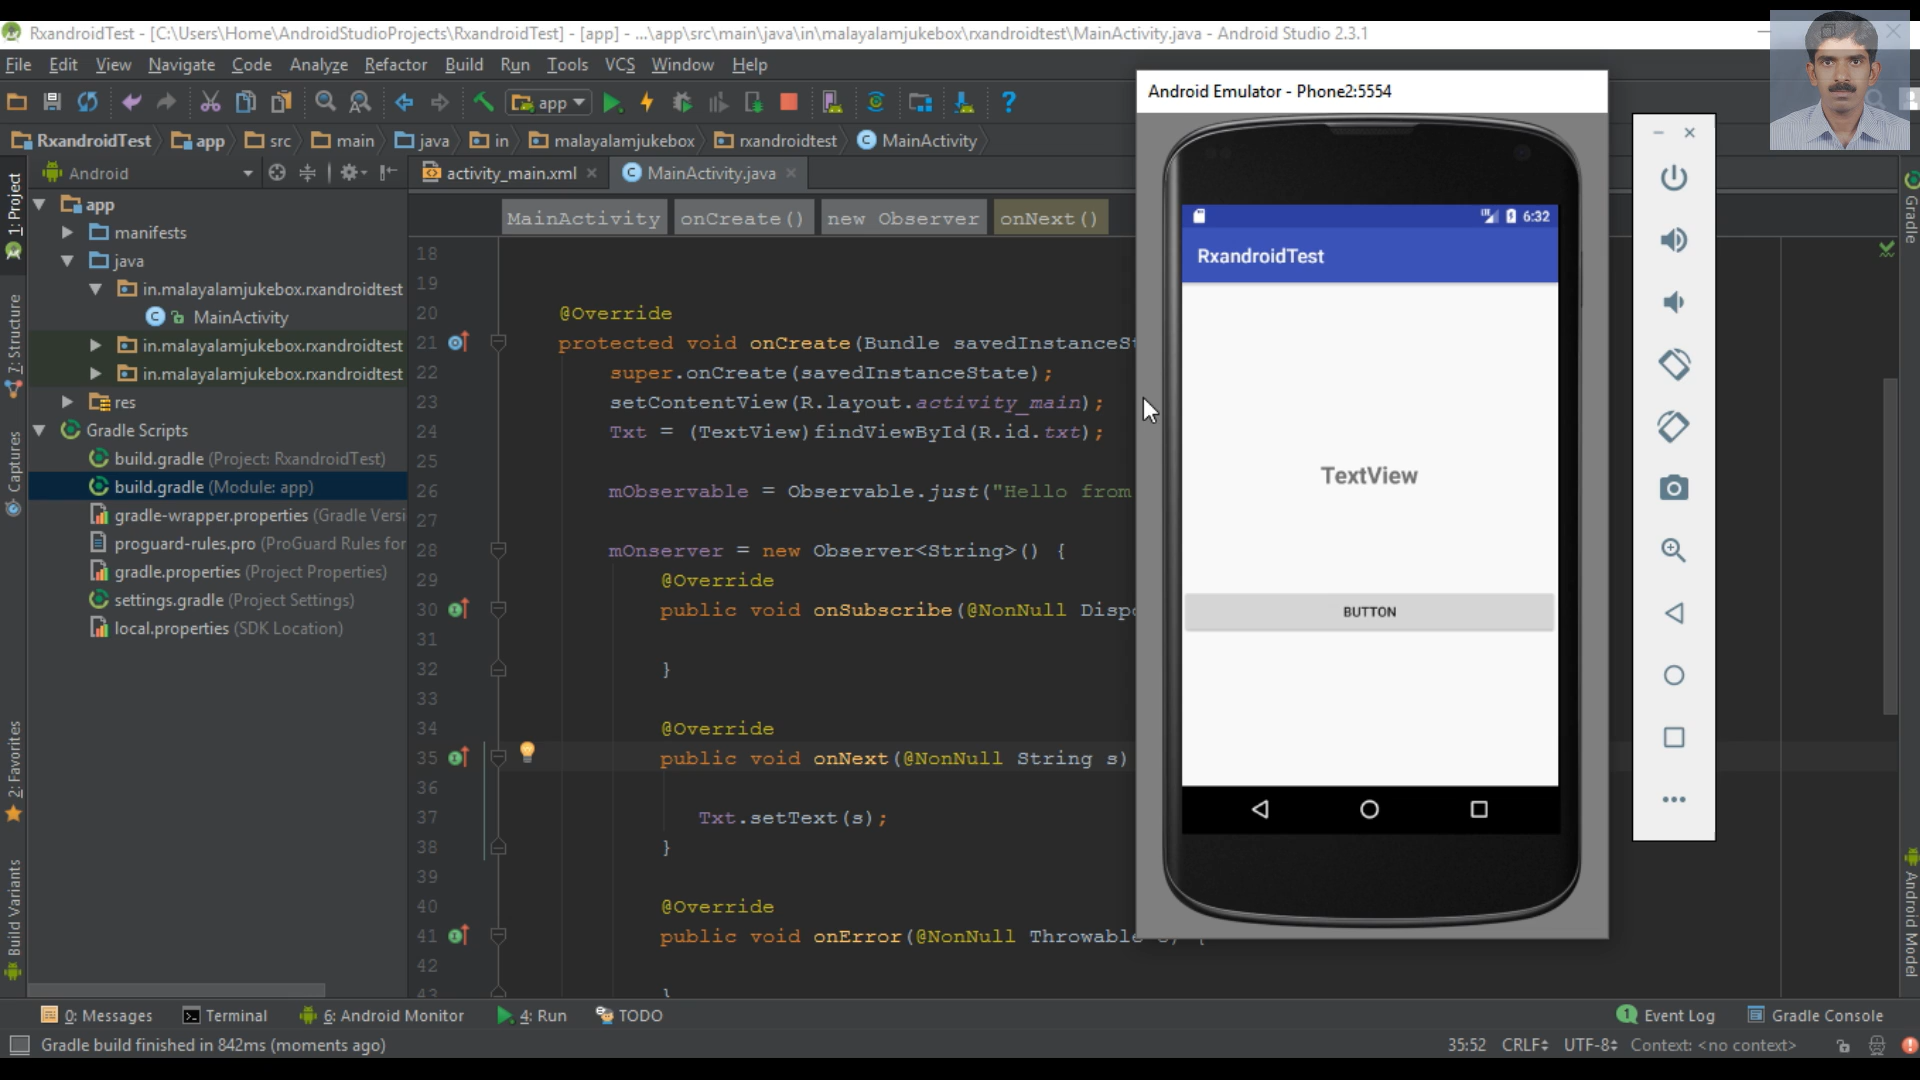 RxandroidTest - [C:\Users\Home\AndroidStudioProjects\RxandroidTest] - [app] - ...\app\src\main\java\in\malayalamjukebox\rxandroidtest\MainActivity.java - Android Studio 2.3.1
File Edit View Navigate Code Analyze Refactor Build Run Tools VCS Window Help
app
RxandroidTest app src main java in malayalamjukebox rxandroidtest MainActivity
Android
activity_main.xml MainActivity.java
MainActivity onCreate() new Observer onNext()
1: Project
7: Structure
Captures
2: Favorites
Build Variants
app
manifests
java
in.malayalamjukebox.rxandroidtest
MainActivity
in.malayalamjukebox.rxandroidtest
in.malayalamjukebox.rxandroidtest
res
Gradle Scripts
build.gradle (Project: RxandroidTest)
build.gradle (Module: app)
gradle-wrapper.properties (Gradle Versi
proguard-rules.pro (ProGuard Rules for
gradle.properties (Project Properties)
settings.gradle (Project Settings)
local.properties (SDK Location)
18
19
20 @Override
21 protected void onCreate(Bundle savedInstanceSt
22 super.onCreate(savedInstanceState);
23 setContentView(R.layout.activity_main);
24 Txt = (TextView)findViewById(R.id.txt);
25
26 mObservable = Observable.just("Hello from
27
28 mOnserver = new Observer<String>() {
29 @Override
30 public void onSubscribe(@NonNull Dispo
31
32 }
33
34 @Override
35 public void onNext(@NonNull String s)
36
37 Txt.setText(s);
38 }
39
40 @Override
41 public void onError(@NonNull Throwable
42
43 }
Android Emulator - Phone2:5554
6:32
RxandroidTest
TextView
BUTTON
Gradle
Android Model
0: Messages Terminal 6: Android Monitor 4: Run TODO 1 Event Log Gradle Console
Gradle build finished in 842ms (moments ago) 35:52 CRLF UTF-8 Context: <no context>